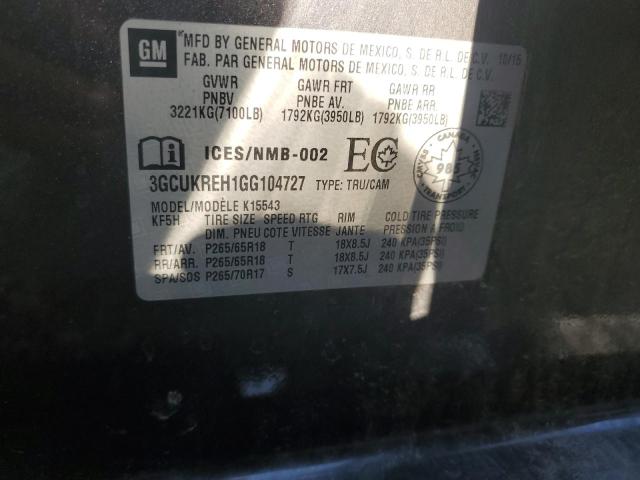 GM
MFD BY GENERAL MOTORS DE MEXICO, S. DE R.L. DE C.V. 10/15
FAB. PAR GENERAL MOTORS DE MEXICO, S. DE R.L. DE C.V.
GVWR GAWR FRT GAWR RR
PNBV PNBE AV. PNBE ARR.
3221KG(7100LB) 1792KG(3950LB) 1792KG(3950LB)
ICES/NMB-002 EC
CANADA
985
CMVSS NSVAC
3GCUKREH1GG104727 TYPE: TRU/CAM
MODEL/MODÈLE K15543
KF5H TIRE SIZE SPEED RTG RIM COLD TIRE PRESSURE
DIM. PNEU COTE VITESSE JANTE PRESSION A FROID
FRT/AV. P265/65R18 T 18X8.5J 240 KPA(35PSI)
RR/ARR. P265/65R18 T 18X8.5J 240 KPA(35PSI)
SPA/SOS P265/70R17 S 17X7.5J 240 KPA(35PSI)